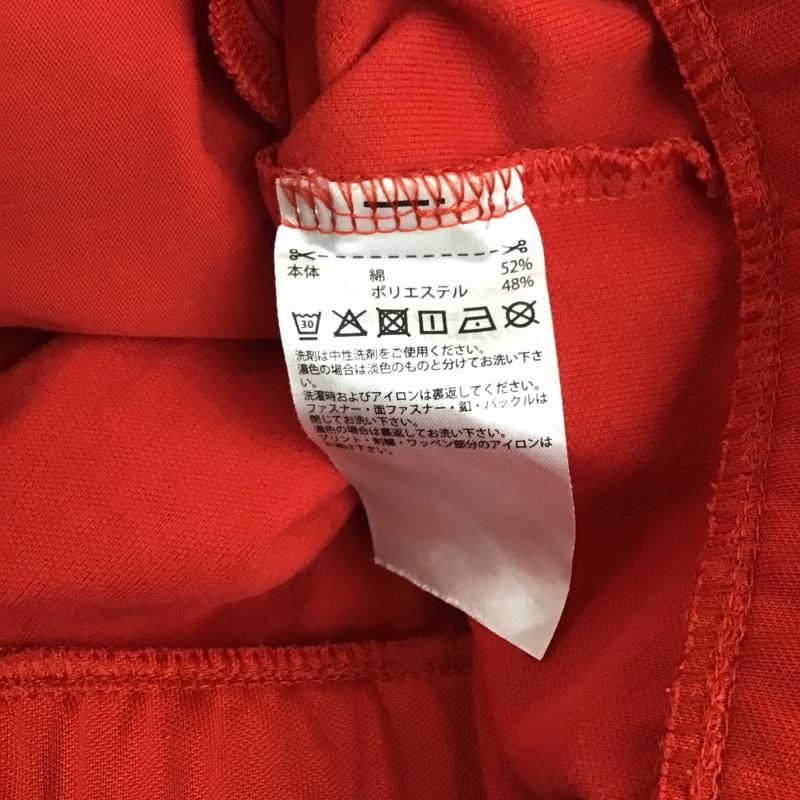 本体 綿 52%
ポリエステル 48%
30
洗剤は中性洗剤をご使用ください。
濃色の場合は淡色のものと分けてお洗い下さ
い。
洗濯時およびアイロンは裏返してください。
ファスナー・面ファスナー・釦・バックルは
閉じてお洗い下さい。
濃色の場合は裏返してお洗い下さい。
プリント・刺繍・ワッペン部分のアイロンは
お避け下さい。